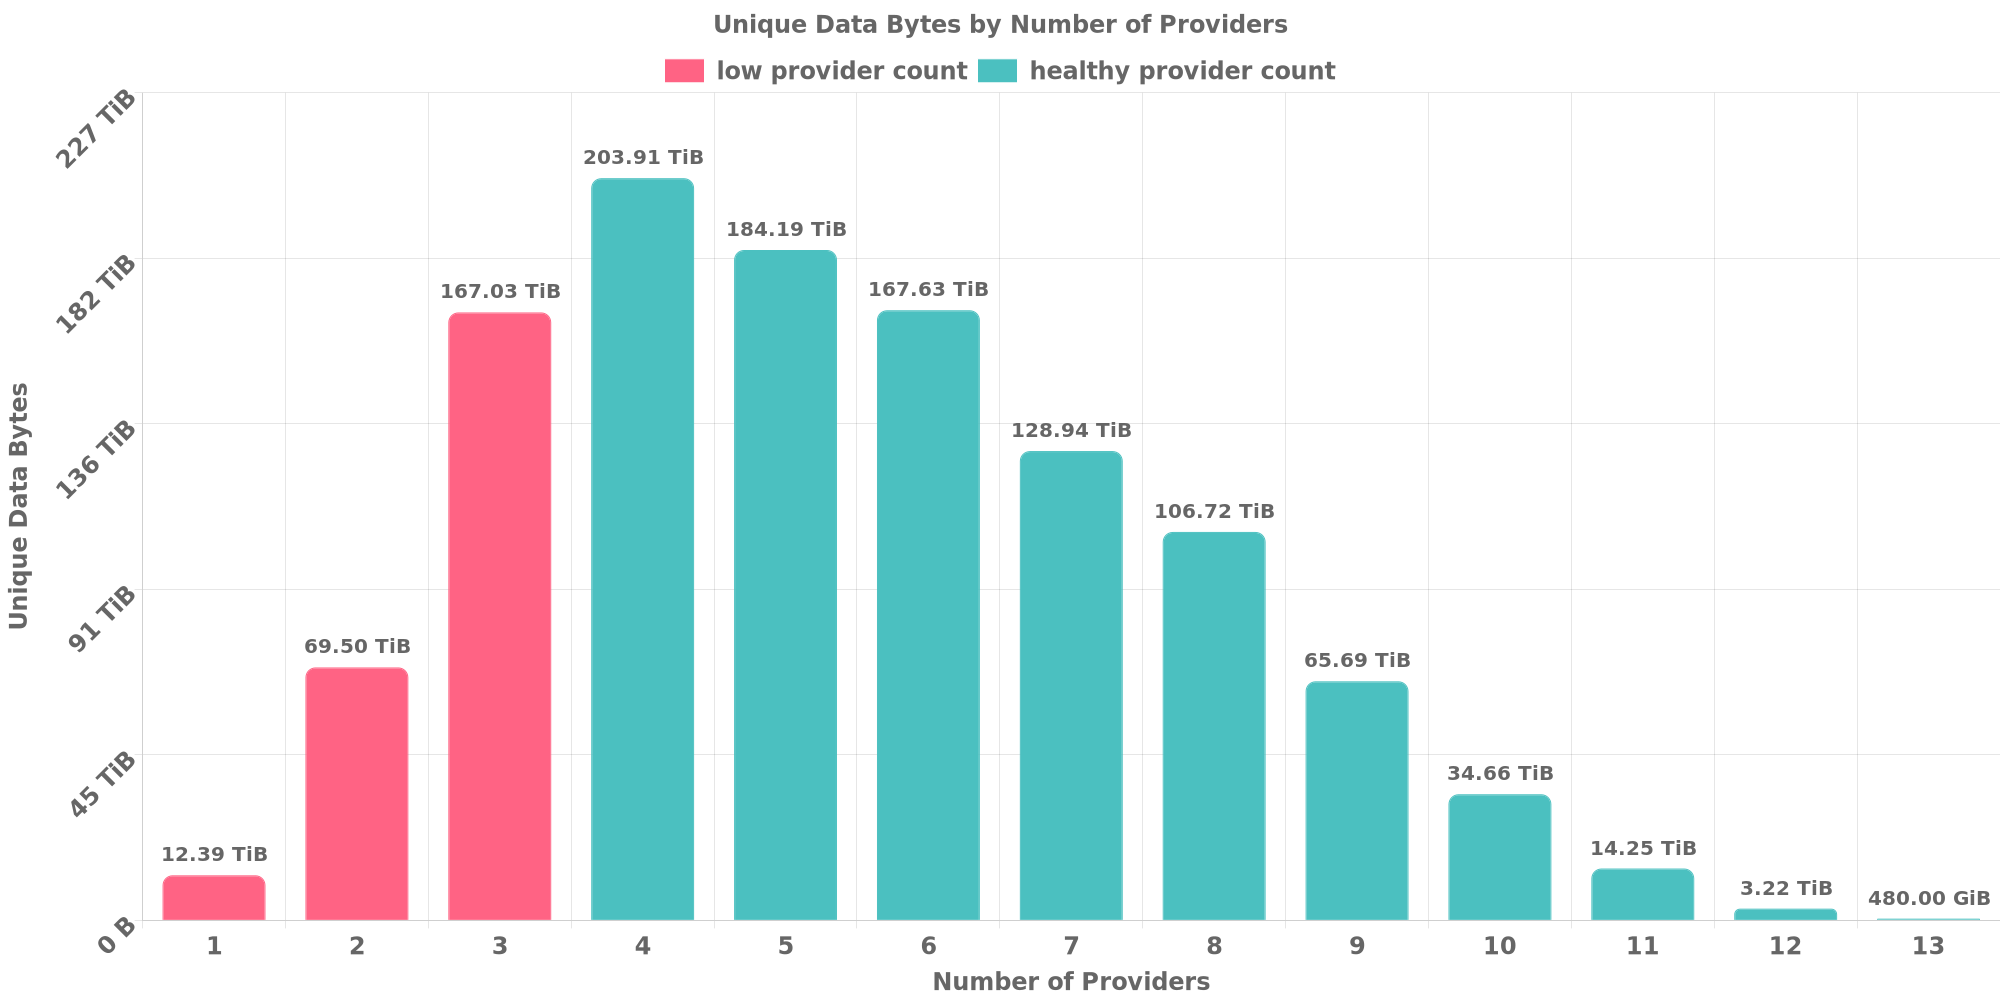 Unique Data Bytes by Number of Providers
low provider count healthy provider count
227 TiB
182 TiB
136 TiB
91 TiB
45 TiB
0 B
Unique Data Bytes
12.39 TiB
69.50 TiB
167.03 TiB
203.91 TiB
184.19 TiB
167.63 TiB
128.94 TiB
106.72 TiB
65.69 TiB
34.66 TiB
14.25 TiB
3.22 TiB
480.00 GiB
1 2 3 4 5 6 7 8 9 10 11 12 13
Number of Providers